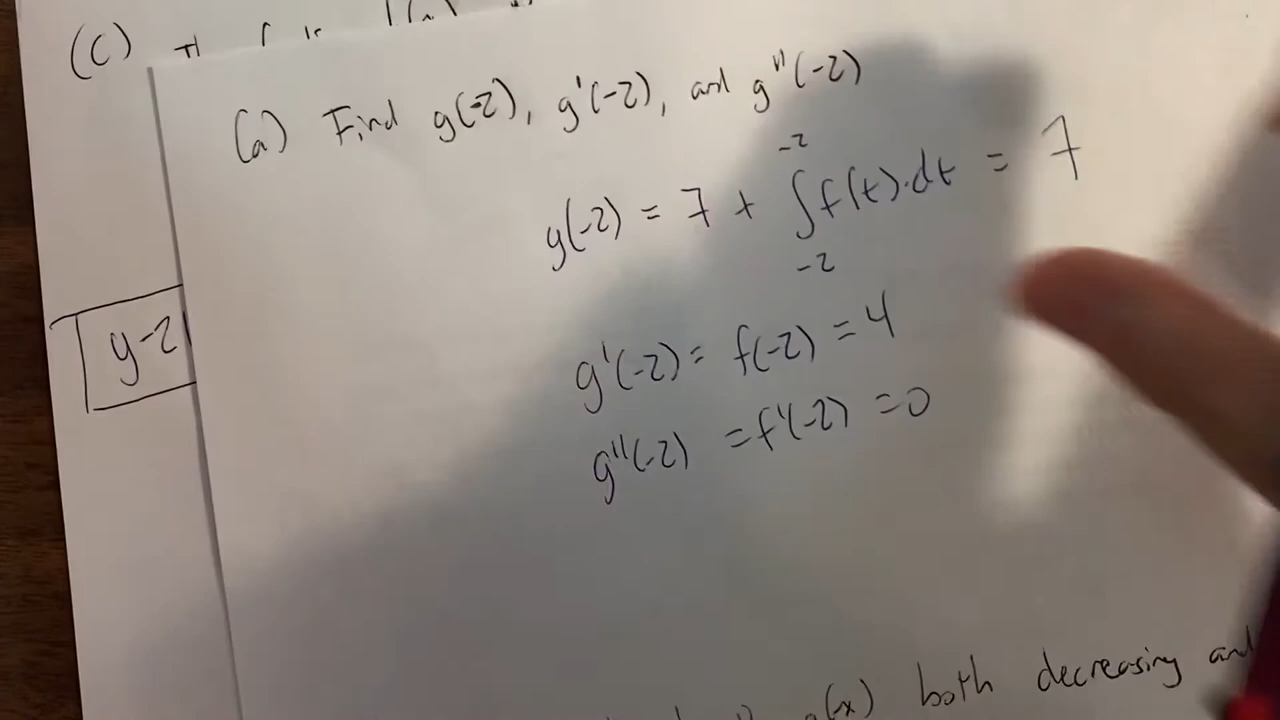 (C)
(a) Find g(-2), g'(-2), and g''(-2)
g(-2) = 7 + ∫_{-2}^{-2} f(t)·dt = 7
y-2
g'(-2) = f(-2) = 4
g''(-2) = f'(-2) = 0
g(x) both decreasing and